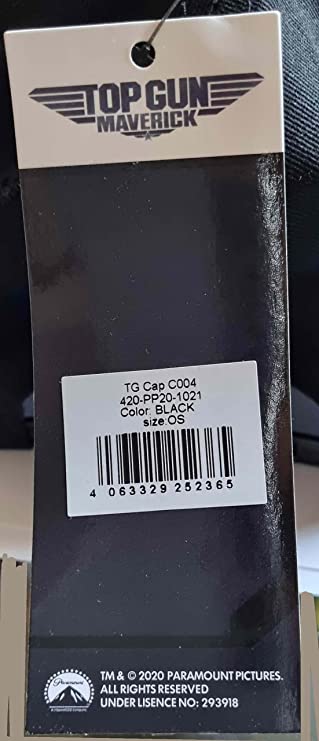 TOP GUN
MAVERICK
TG Cap C004
420-PP20-1021
Color: BLACK
size:OS
4 063329 252365
Paramount
TM & © 2020 PARAMOUNT PICTURES.
ALL RIGHTS RESERVED
UNDER LISENCE NO: 293918